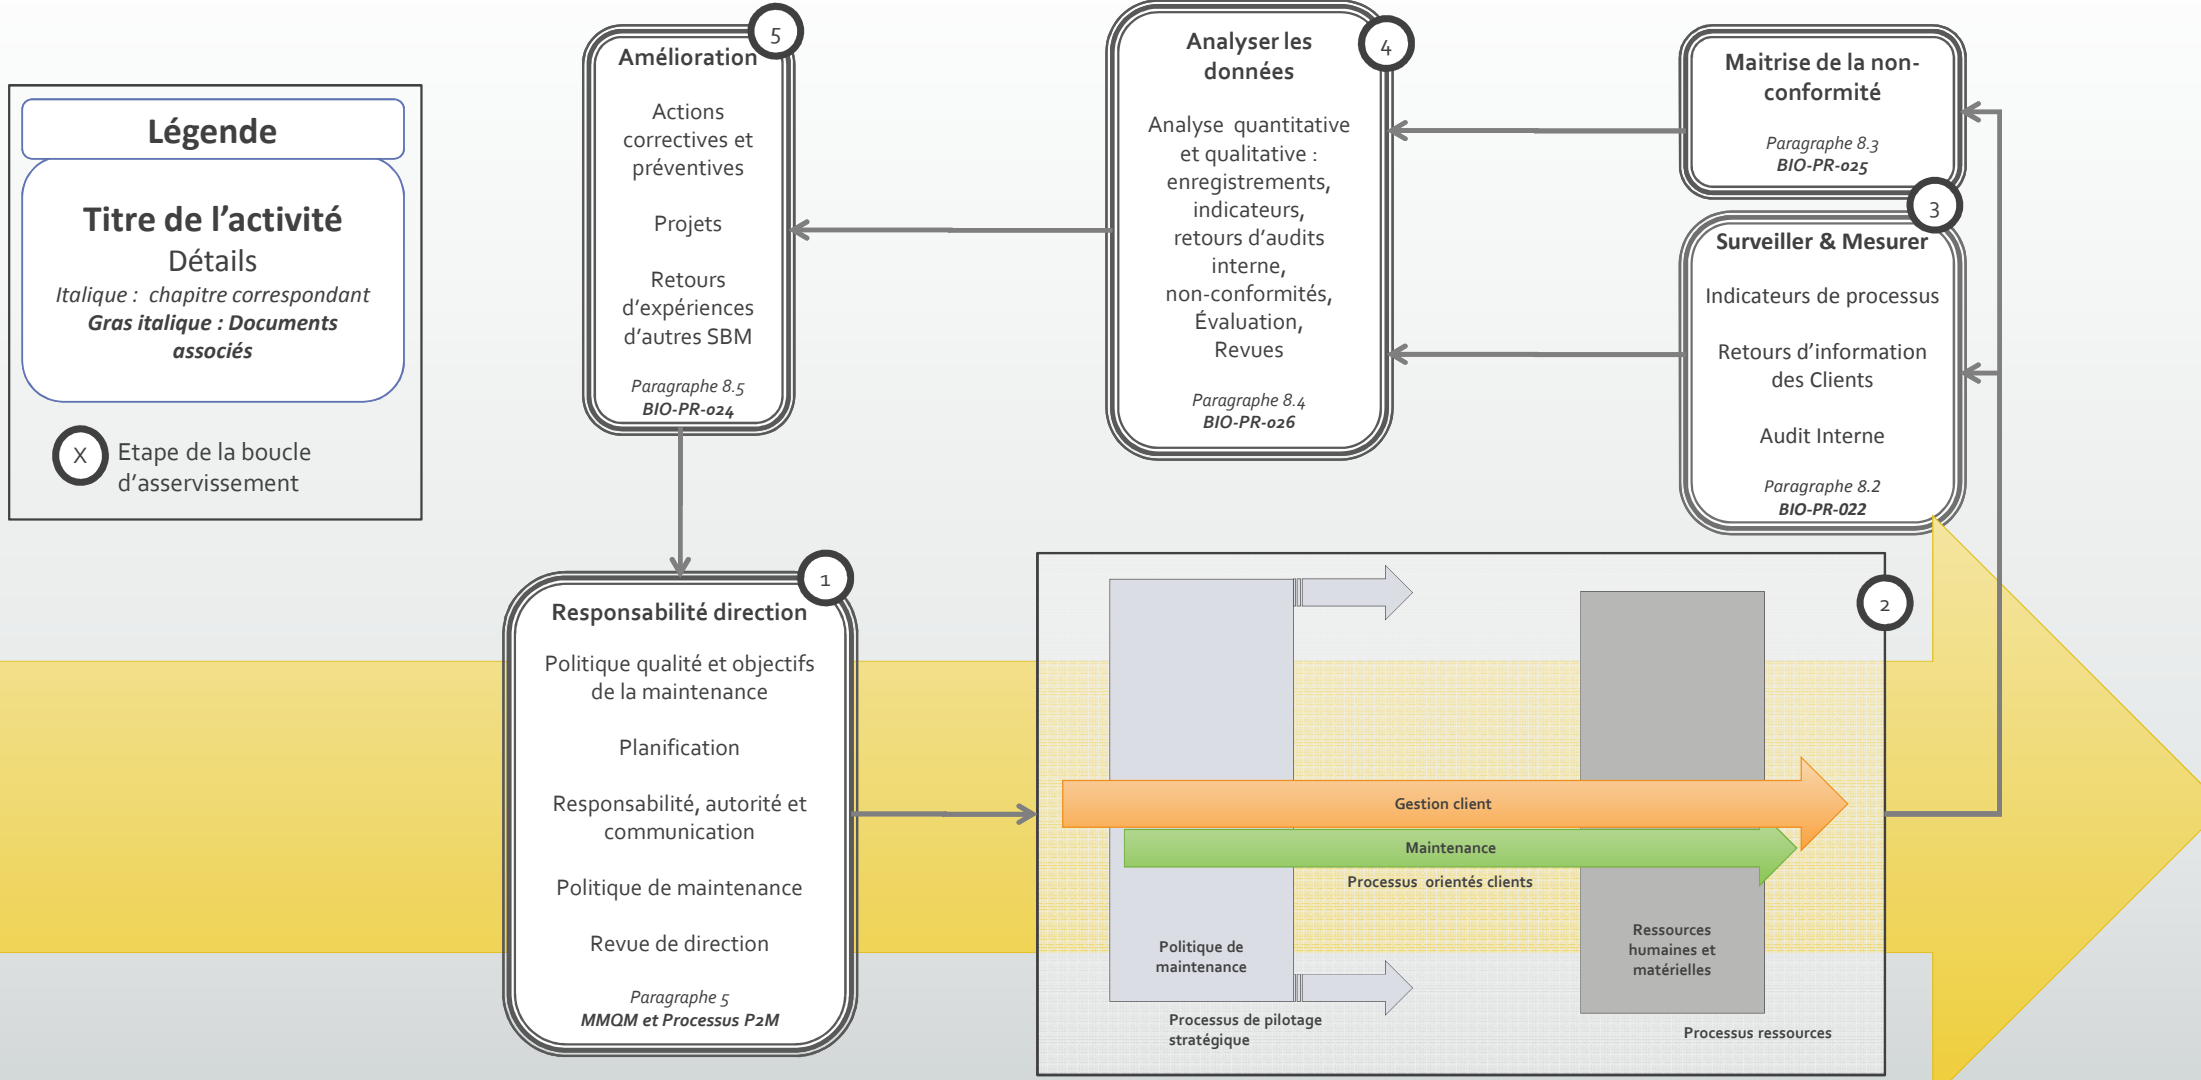 Légende
Titre de l’activité
Détails
Italique : chapitre correspondant
Gras italique : Documents
associés
X
Etape de la boucle
d’asservissement
5
Amélioration
Actions
correctives et
préventives
Projets
Retours
d’expériences
d’autres SBM
Paragraphe 8.5
BIO-PR-024
4
Analyser les
données
Analyse quantitative
et qualitative :
enregistrements,
indicateurs,
retours d’audits
interne,
non-conformités,
Évaluation,
Revues
Paragraphe 8.4
BIO-PR-026
Maitrise de la non-
conformité
Paragraphe 8.3
BIO-PR-025
3
Surveiller & Mesurer
Indicateurs de processus
Retours d’information
des Clients
Audit Interne
Paragraphe 8.2
BIO-PR-022
1
Responsabilité direction
Politique qualité et objectifs
de la maintenance
Planification
Responsabilité, autorité et
communication
Politique de maintenance
Revue de direction
Paragraphe 5
MMQM et Processus P2M
2
Gestion client
Maintenance
Processus orientés clients
Politique de
maintenance
Ressources
humaines et
matérielles
Processus de pilotage
stratégique
Processus ressources